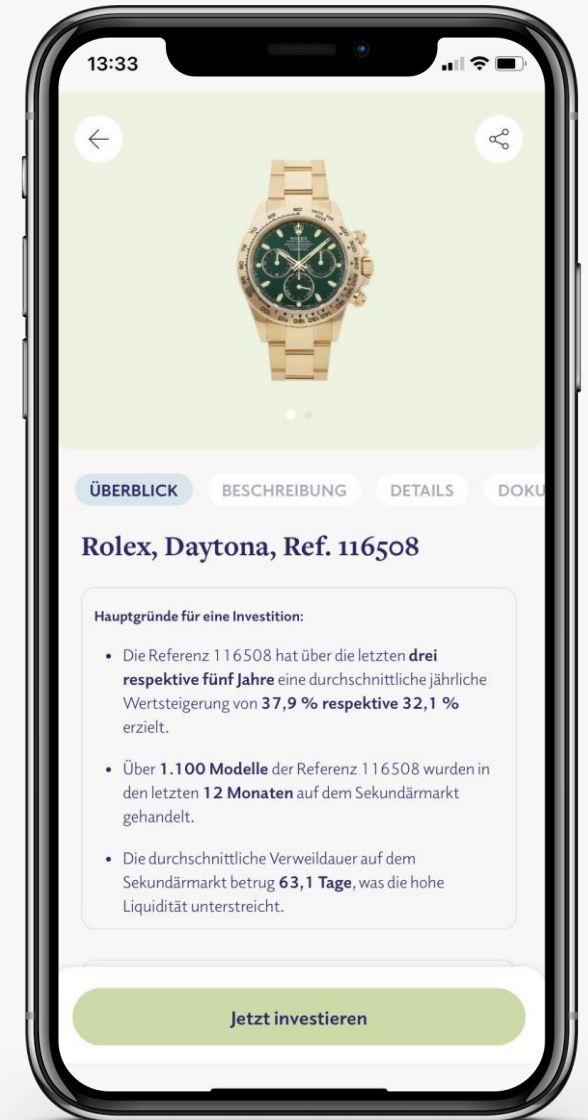 13:33
ROLEX
ÜBERBLICK BESCHREIBUNG DETAILS DOKU
Rolex, Daytona, Ref. 116508
Hauptgründe für eine Investition:
• Die Referenz 116508 hat über die letzten drei
respektive fünf Jahre eine durchschnittliche jährliche
Wertsteigerung von 37,9 % respektive 32,1 %
erzielt.
• Über 1.100 Modelle der Referenz 116508 wurden in
den letzten 12 Monaten auf dem Sekundärmarkt
gehandelt.
• Die durchschnittliche Verweildauer auf dem
Sekundärmarkt betrug 63,1 Tage, was die hohe
Liquidität unterstreicht.
Jetzt investieren